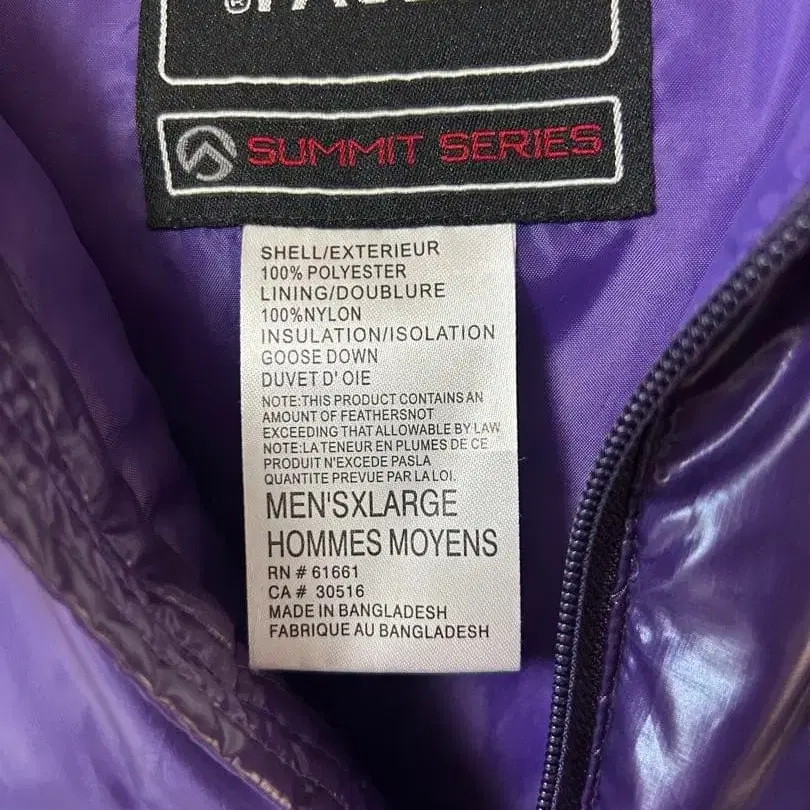 SUMMIT SERIES
SHELL/EXTERIEUR
100% POLYESTER
LINING/DOUBLURE
100%NYLON
INSULATION/ISOLATION
GOOSE DOWN
DUVET D' OIE
NOTE:THIS PRODUCT CONTAINS AN
AMOUNT OF FEATHERSNOT
EXCEEDING THAT ALLOWABLE BY LAW
NOTE:LA TENEUR EN PLUMES DE CE
PRODUIT N'EXCEDE PASLA
QUANTITE PREVUE PAR LA LOI.
MEN'SXLARGE
HOMMES MOYENS
RN # 61661
CA # 30516
MADE IN BANGLADESH
FABRIQUE AU BANGLADESH